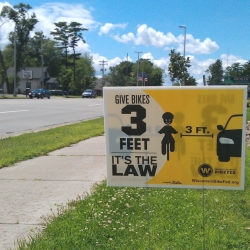 GIVE BIKES
3
FEET
IT'S THE
LAW
3 FT.